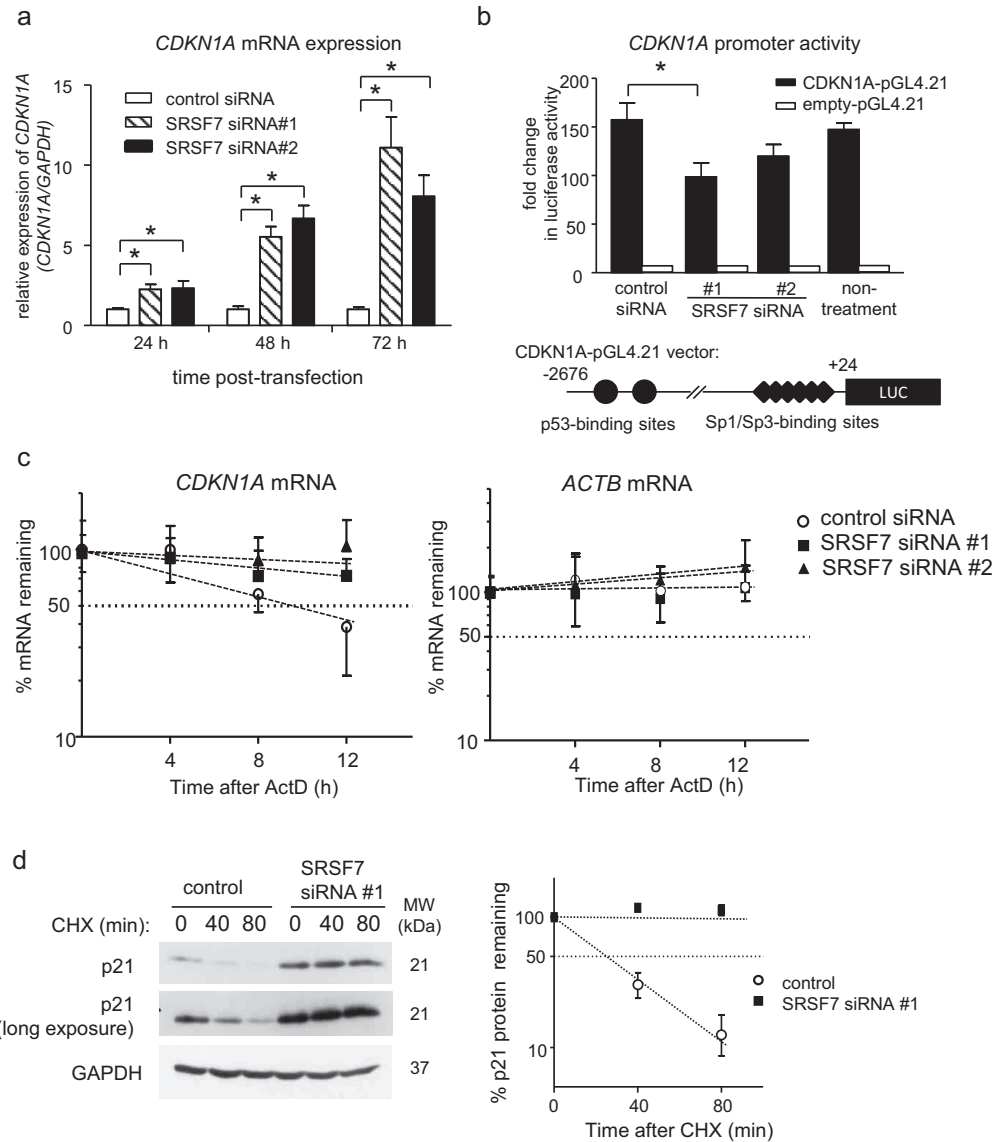 a
CDKN1A mRNA expression
relative expression of CDKN1A
(CDKN1A/GAPDH)
15
10
5
0
control siRNA
SRSF7 siRNA#1
SRSF7 siRNA#2
* * * * * *
24 h 48 h 72 h
time post-transfection
b
CDKN1A promoter activity
fold change
in luciferase activity
200
150
100
50
0
*
CDKN1A-pGL4.21
empty-pGL4.21
control
siRNA
#1 #2
SRSF7 siRNA
non-
treatment
CDKN1A-pGL4.21 vector:
-2676
+24
LUC
p53-binding sites
Sp1/Sp3-binding sites
c
CDKN1A mRNA
% mRNA remaining
100
50
10
4 8 12
Time after ActD (h)
ACTB mRNA
% mRNA remaining
100
50
10
4 8 12
Time after ActD (h)
control siRNA
SRSF7 siRNA #1
SRSF7 siRNA #2
d
control
SRSF7
siRNA #1
MW
(kDa)
CHX (min): 0 40 80 0 40 80
p21 21
p21
(long exposure)
21
GAPDH 37
% p21 protein remaining
100
50
10
0 40 80
Time after CHX (min)
control
SRSF7 siRNA #1